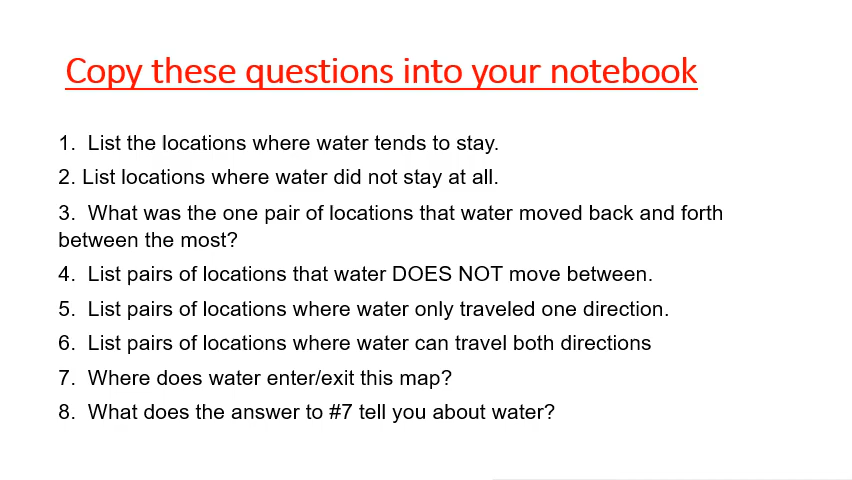 Copy these questions into your notebook
1.  List the locations where water tends to stay.
2. List locations where water did not stay at all.
3.  What was the one pair of locations that water moved back and forth
between the most?
4.  List pairs of locations that water DOES NOT move between.
5.  List pairs of locations where water only traveled one direction.
6.  List pairs of locations where water can travel both directions
7.  Where does water enter/exit this map?
8.  What does the answer to #7 tell you about water?